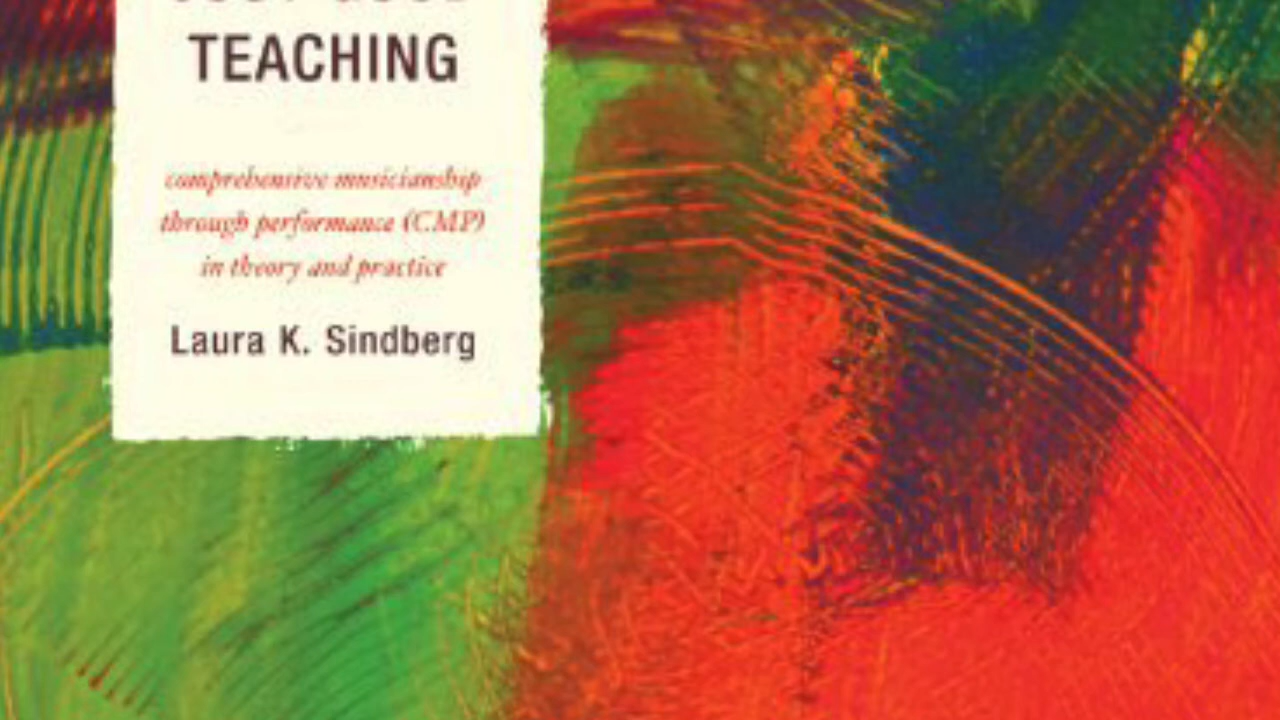 TEACHING
comprehensive musicianship
through performance (CMP)
in theory and practice
Laura K. Sindberg